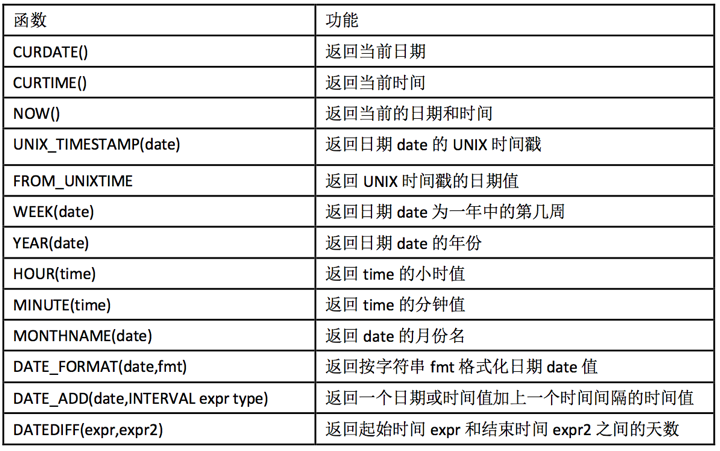 函数 功能
CURDATE() 返回当前日期
CURTIME() 返回当前时间
NOW() 返回当前的日期和时间
UNIX_TIMESTAMP(date) 返回日期 date 的 UNIX 时间戳
FROM_UNIXTIME 返回 UNIX 时间戳的日期值
WEEK(date) 返回日期 date 为一年中的第几周
YEAR(date) 返回日期 date 的年份
HOUR(time) 返回 time 的小时值
MINUTE(time) 返回 time 的分钟值
MONTHNAME(date) 返回 date 的月份名
DATE_FORMAT(date,fmt) 返回按字符串 fmt 格式化日期 date 值
DATE_ADD(date,INTERVAL expr type) 返回一个日期或时间值加上一个时间间隔的时间值
DATEDIFF(expr,expr2) 返回起始时间 expr 和结束时间 expr2 之间的天数